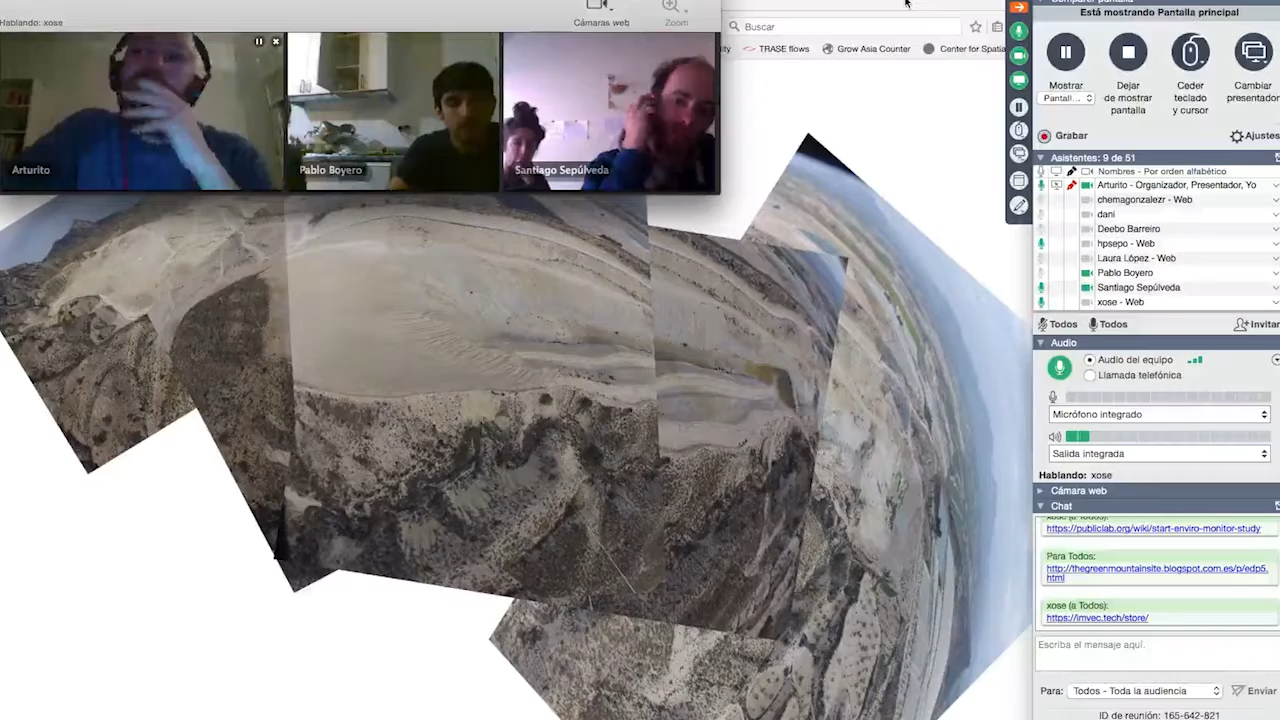 Hablando: xose
Cámaras web
Zoom
Arturito
Pablo Boyero
Santiago Sepúlveda
Buscar
TRASE flows
Grow Asia Counter
Center for Spatia
Compartir pantalla
Está mostrando Pantalla principal
Mostrar
Pantall...
Dejar
de mostrar
pantalla
Ceder
teclado
y cursor
Cambiar
presentador
Grabar
Ajustes
Asistentes: 9 de 51
Nombres - Por orden alfabético
Arturito - Organizador, Presentador, Yo
chemagonzalezr - Web
dani
Deebo Barreiro
hpsepo - Web
Laura López - Web
Pablo Boyero
Santiago Sepúlveda
xose - Web
Todos
Todos
Invitar
Audio
Audio del equipo
Llamada telefónica
Micrófono integrado
Salida integrada
Hablando: xose
Cámara web
Chat
xose (a Todos):
https://publiclab.org/wiki/start-enviro-monitor-study
Para Todos:
http://thegreenmountainsite.blogspot.com.es/p/edp5.
html
xose (a Todos):
https://imvec.tech/store/
Escriba el mensaje aquí.
Para:
Todos - Toda la audiencia
Enviar
ID de reunión: 165-642-821